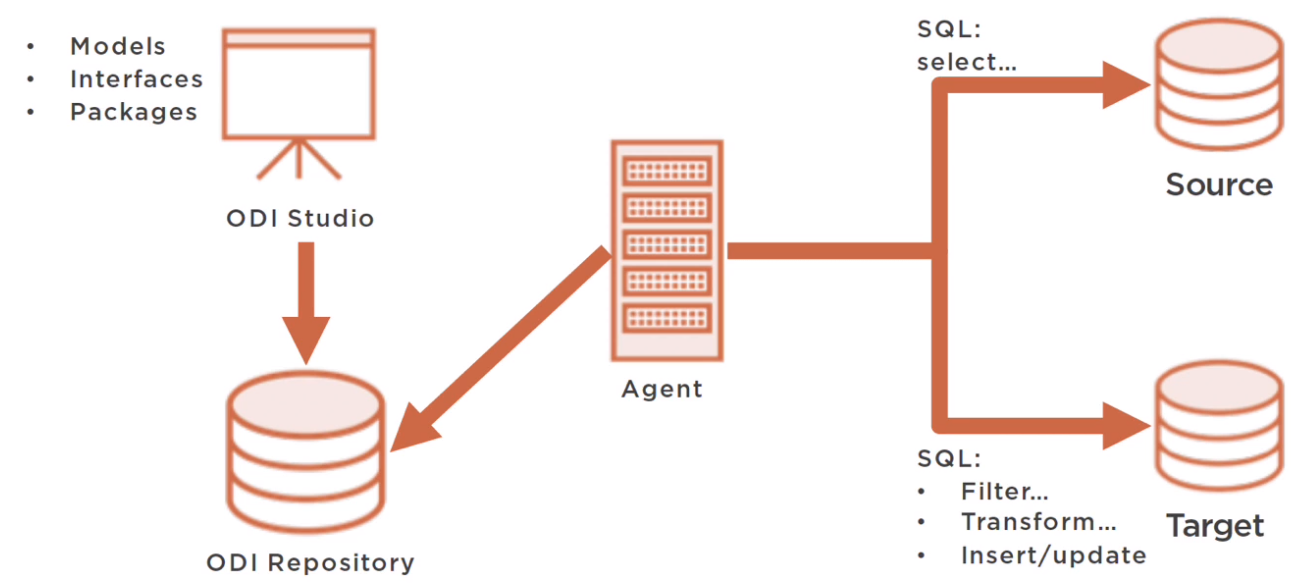 • Models
• Interfaces
• Packages
ODI Studio
ODI Repository
Agent
SQL:
select...
Source
SQL:
• Filter...
• Transform...
• Insert/update
Target